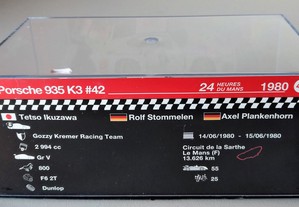 Porsche 935 K3 #42
24 HEURES DU MANS
1980
Tetso Ikuzawa
Rolf Stommelen
Axel Plankenhorn
Gozzy Kremer Racing Team
14/06/1980 - 15/06/1980
2 994 cc
Circuit de la Sarthe
Le Mans (F)
Gr V
13.626 km
800
55
F6 2T
25
Dunlop